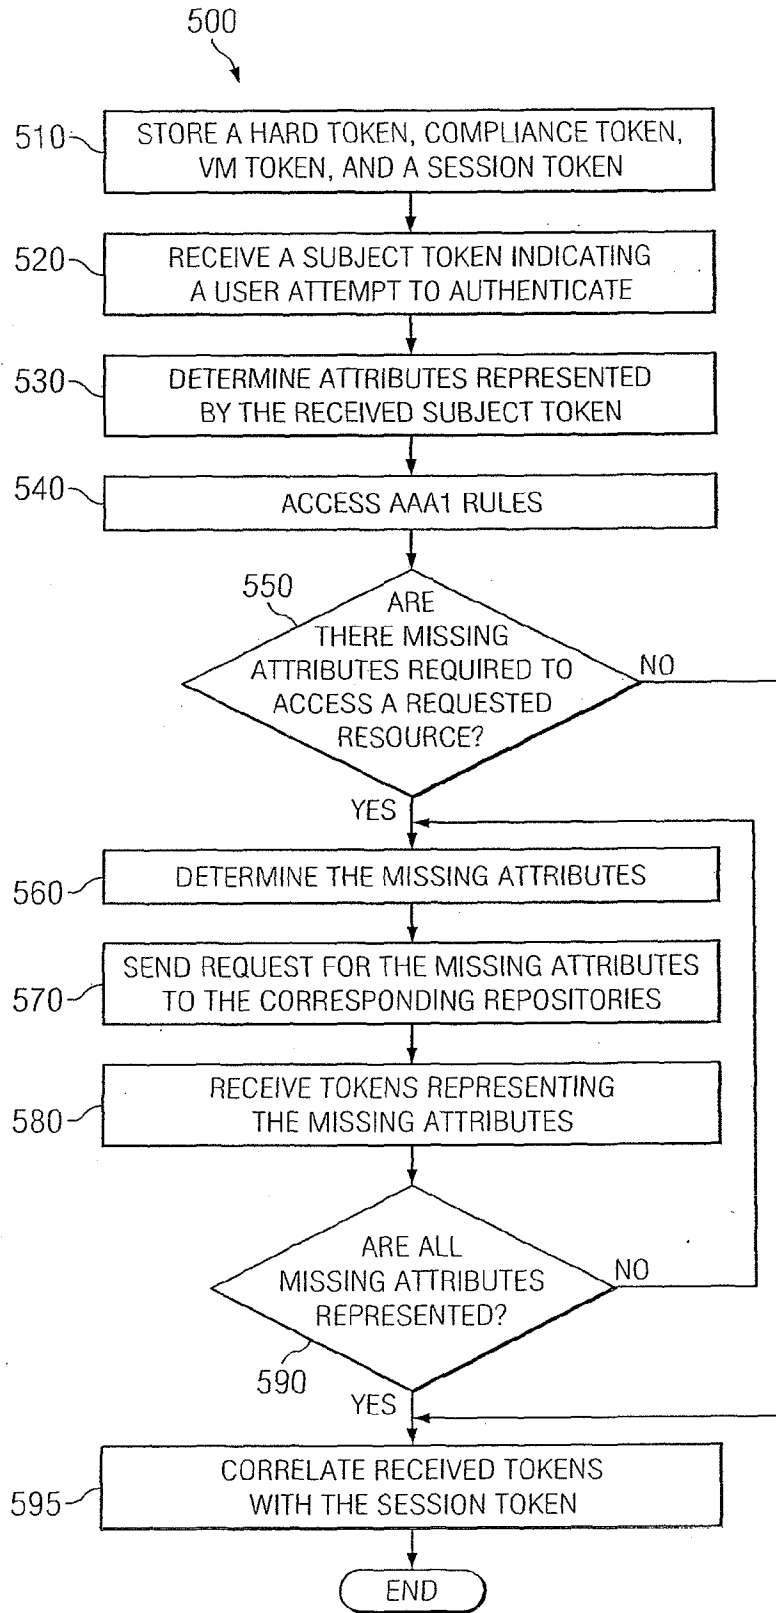 500
510
STORE A HARD TOKEN, COMPLIANCE TOKEN,
VM TOKEN, AND A SESSION TOKEN
520
RECEIVE A SUBJECT TOKEN INDICATING
A USER ATTEMPT TO AUTHENTICATE
530
DETERMINE ATTRIBUTES REPRESENTED
BY THE RECEIVED SUBJECT TOKEN
540
ACCESS AAA1 RULES
550
ARE
THERE MISSING
ATTRIBUTES REQUIRED TO
ACCESS A REQUESTED
RESOURCE?
NO
YES
560
DETERMINE THE MISSING ATTRIBUTES
570
SEND REQUEST FOR THE MISSING ATTRIBUTES
TO THE CORRESPONDING REPOSITORIES
580
RECEIVE TOKENS REPRESENTING
THE MISSING ATTRIBUTES
ARE ALL
MISSING ATTRIBUTES
REPRESENTED?
NO
590
YES
595
CORRELATE RECEIVED TOKENS
WITH THE SESSION TOKEN
END